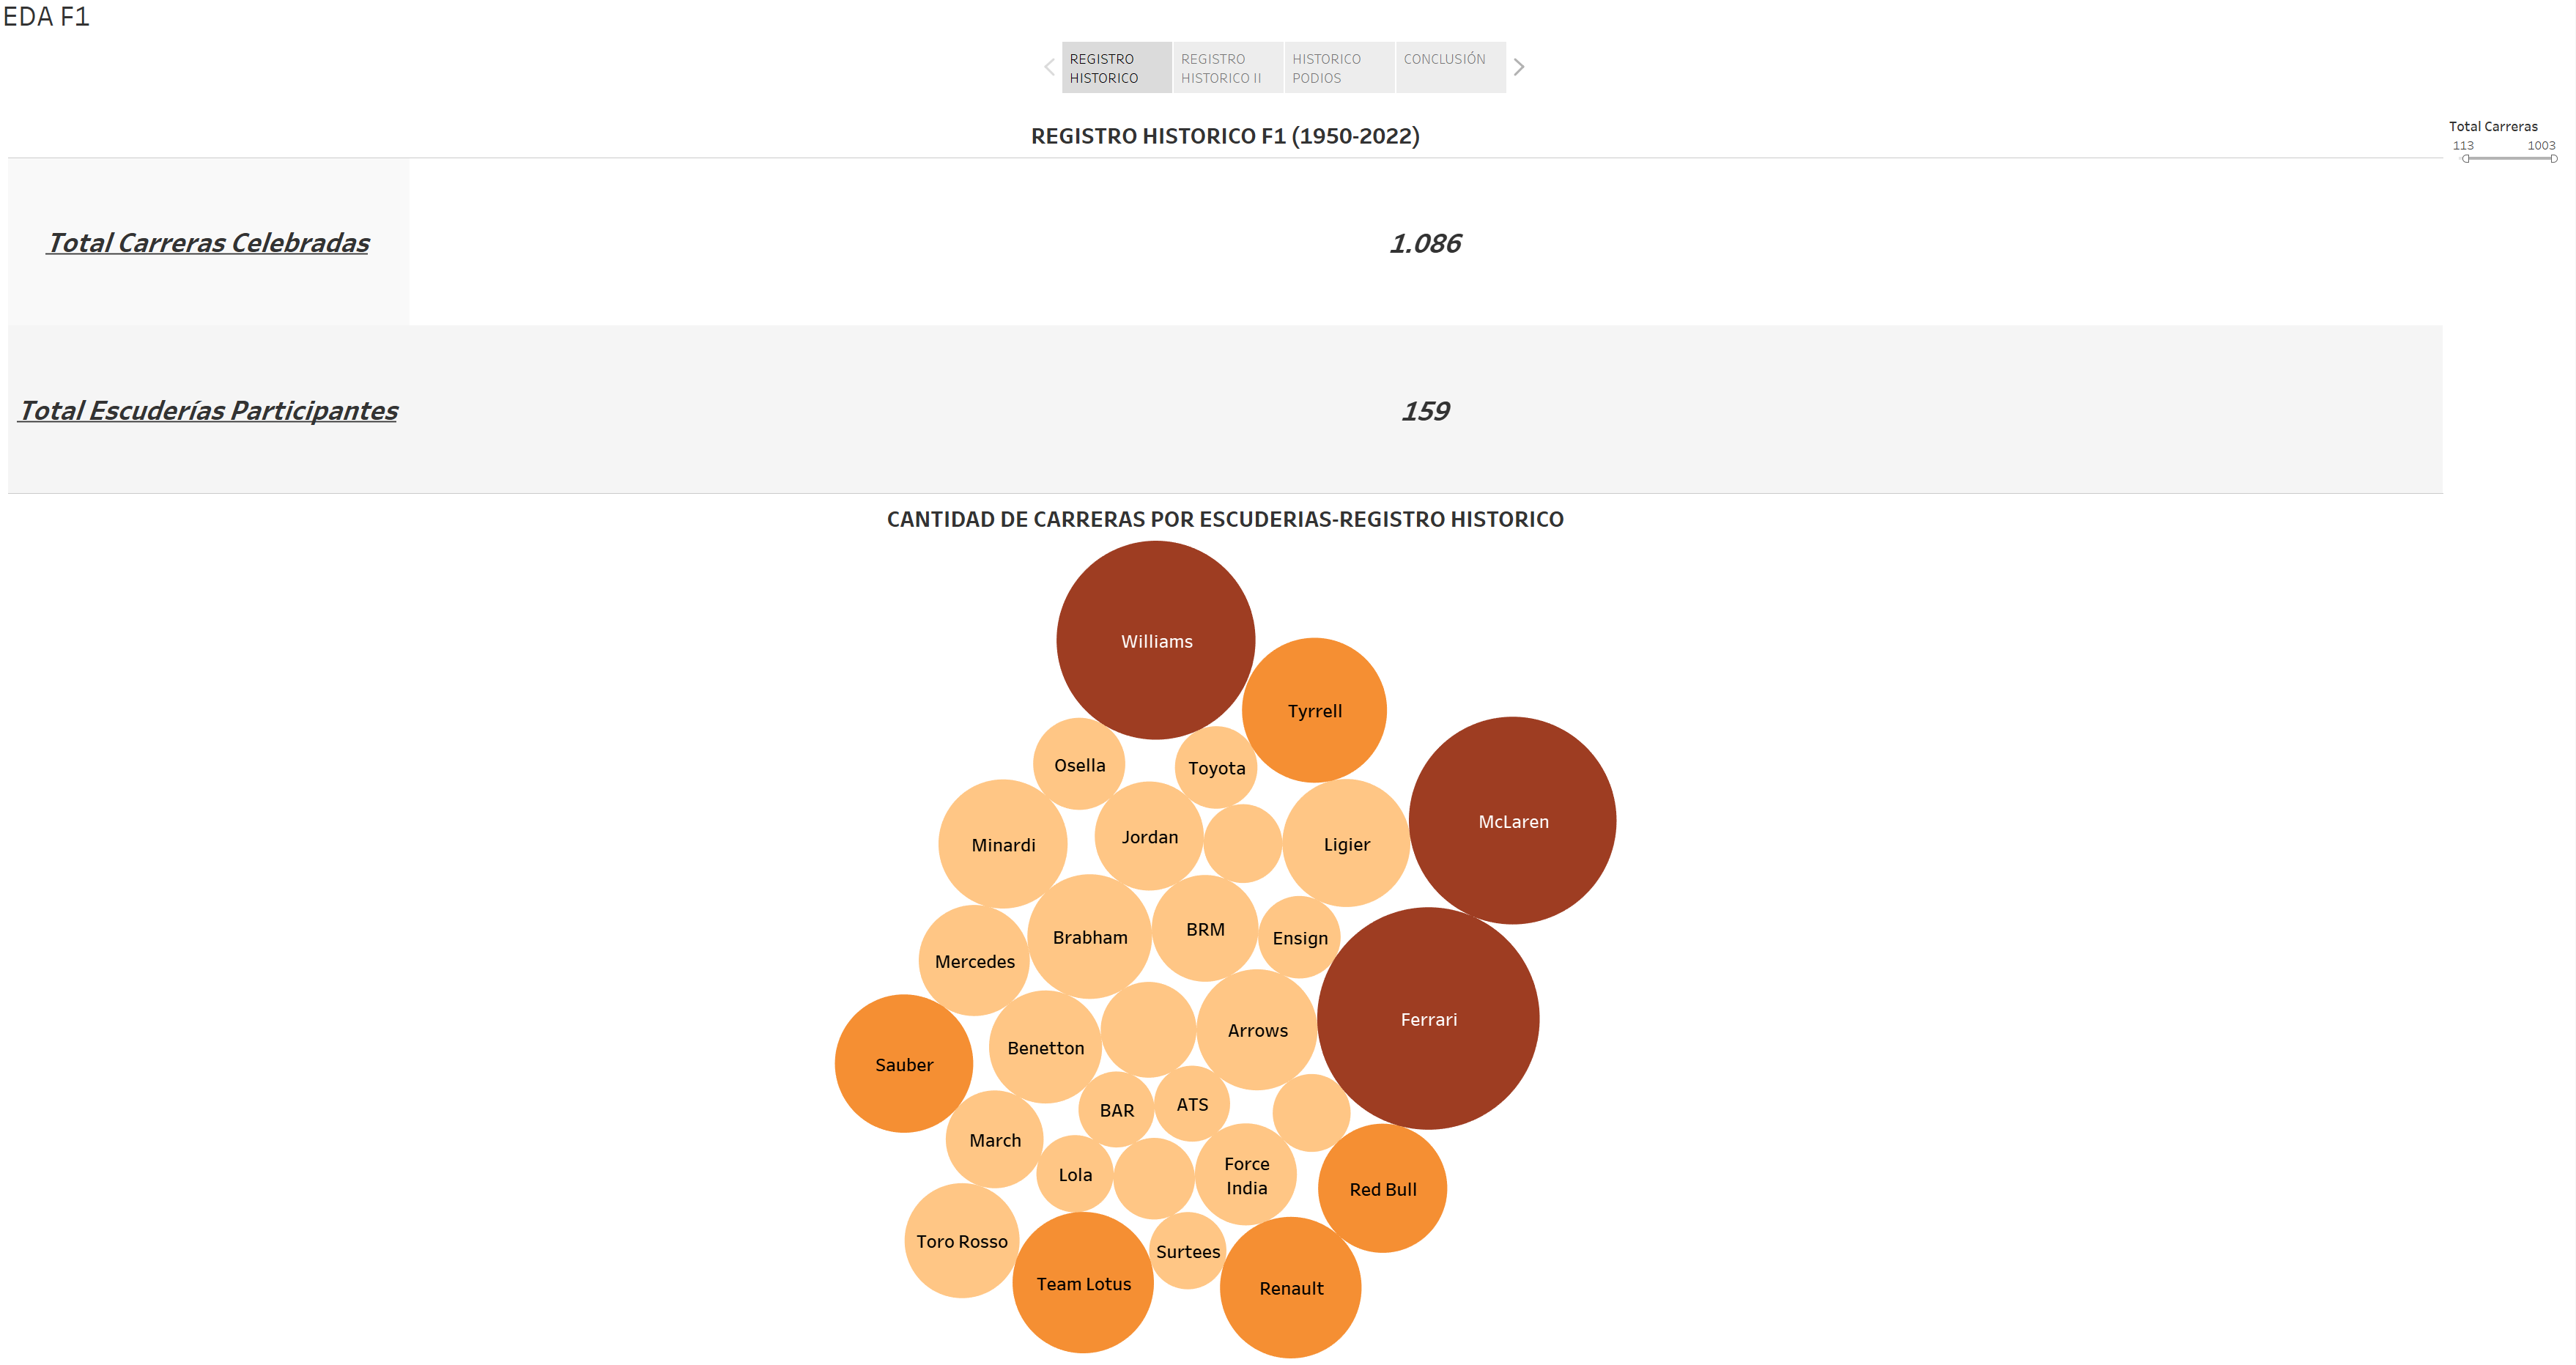 EDA F1
REGISTRO
HISTORICO
REGISTRO
HISTORICO II
HISTORICO
PODIOS
CONCLUSIÓN
REGISTRO HISTORICO F1 (1950-2022)
Total Carreras
113 1003
Total Carreras Celebradas 1.086
Total Escuderías Participantes 159
CANTIDAD DE CARRERAS POR ESCUDERIAS-REGISTRO HISTORICO
Williams
Tyrrell
Osella
Toyota
McLaren
Minardi
Jordan
Ligier
Brabham
BRM
Ensign
Mercedes
Ferrari
Arrows
Benetton
Sauber
BAR
ATS
March
Lola
Force
India
Red Bull
Toro Rosso
Surtees
Team Lotus
Renault